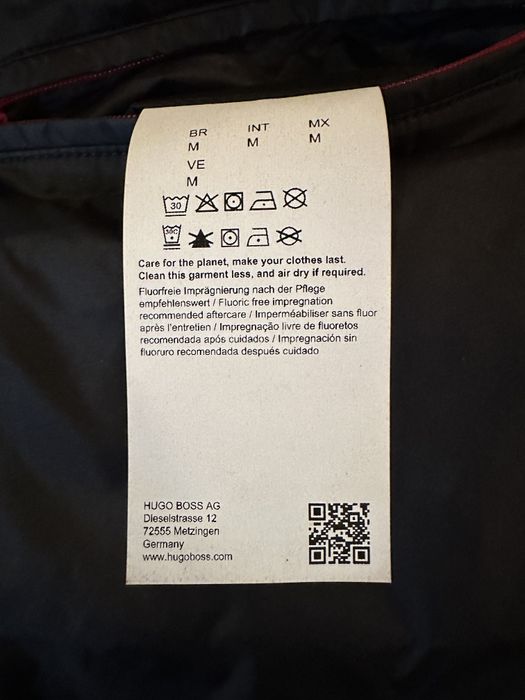 BR INT MX
M M M
VE
M
30
30C
Care for the planet, make your clothes last.
Clean this garment less, and air dry if required.
Fluorfreie Imprägnierung nach der Pflege
empfehlenswert / Fluoric free impregnation
recommended aftercare / Imperméabiliser sans fluor
après l'entretien / Impregnação livre de fluoretos
recomendada após cuidados / Impregnación sin
fluoruro recomendada después cuidado
HUGO BOSS AG
Dieselstrasse 12
72555 Metzingen
Germany
www.hugoboss.com